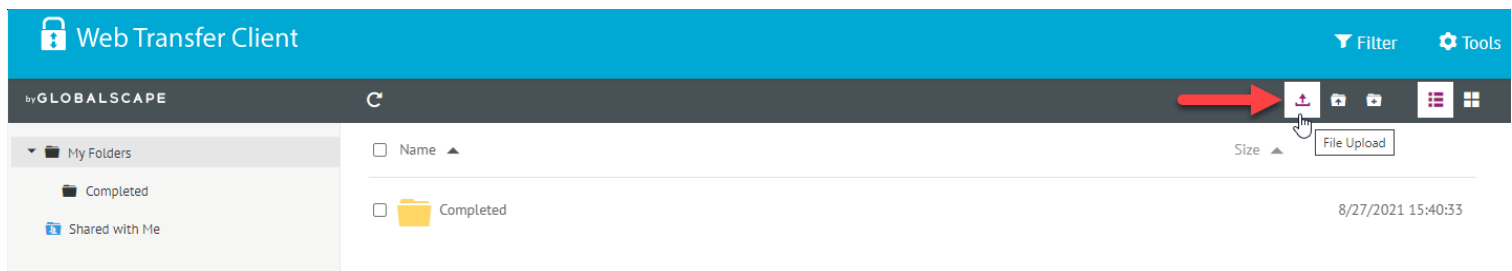 Web Transfer Client
Filter
Tools
by GLOBALSCAPE
My Folders
Name
Size
File Upload
Completed
Completed
8/27/2021 15:40:33
Shared with Me